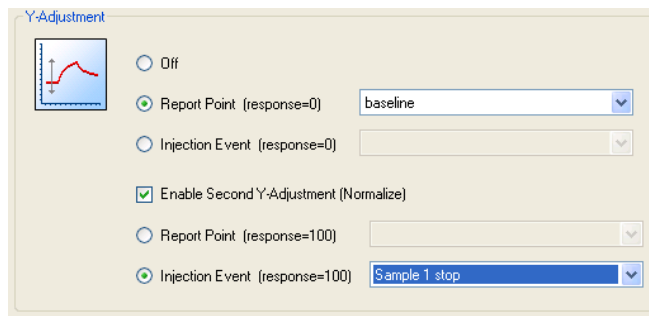 Y-Adjustment
Off
Report Point (response=0) baseline
Injection Event (response=0)
Enable Second Y-Adjustment (Normalize)
Report Point (response=100)
Injection Event (response=100) Sample 1 stop